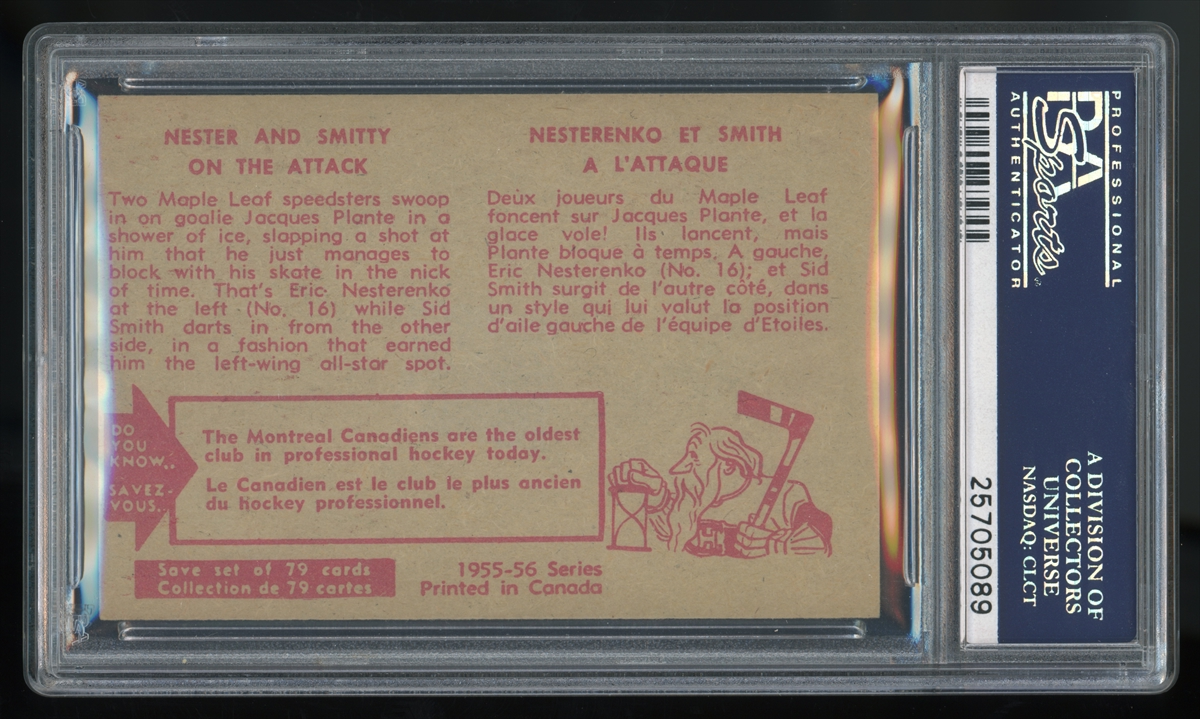 NESTER AND SMITTY
ON THE ATTACK
Two Maple Leaf speedsters swoop
in on goalie Jacques Plante in a
shower of ice, slapping a shot at
him that he just manages to
block with his skate in the nick
of time. That's Eric Nesterenko
at the left (No. 16) while Sid
Smith darts in from the other
side, in a fashion that earned
him the left-wing all-star spot.
NESTERENKO ET SMITH
A L'ATTAQUE
Deux joueurs du Maple Leaf
foncent sur Jacques Plante, et la
glace vole! Ils lancent, mais
Plante bloque à temps. A gauche,
Eric Nesterenko (No. 16); et Sid
Smith surgit de l'autre côté, dans
un style qui lui valut la position
d'aile gauche de l'équipe d'Etoiles.
DO
YOU
KNOW..
SAVEZ-
VOUS..
The Montreal Canadiens are the oldest
club in professional hockey today.
Le Canadien est le club le plus ancien
du hockey professionnel.
Save set of 79 cards
Collection de 79 cartes
1955-56 Series
Printed in Canada
PROFESSIONAL
PSA
Sports
AUTHENTICATOR
A DIVISION OF
COLLECTORS
UNIVERSE
NASDAQ: CLCT
25705089